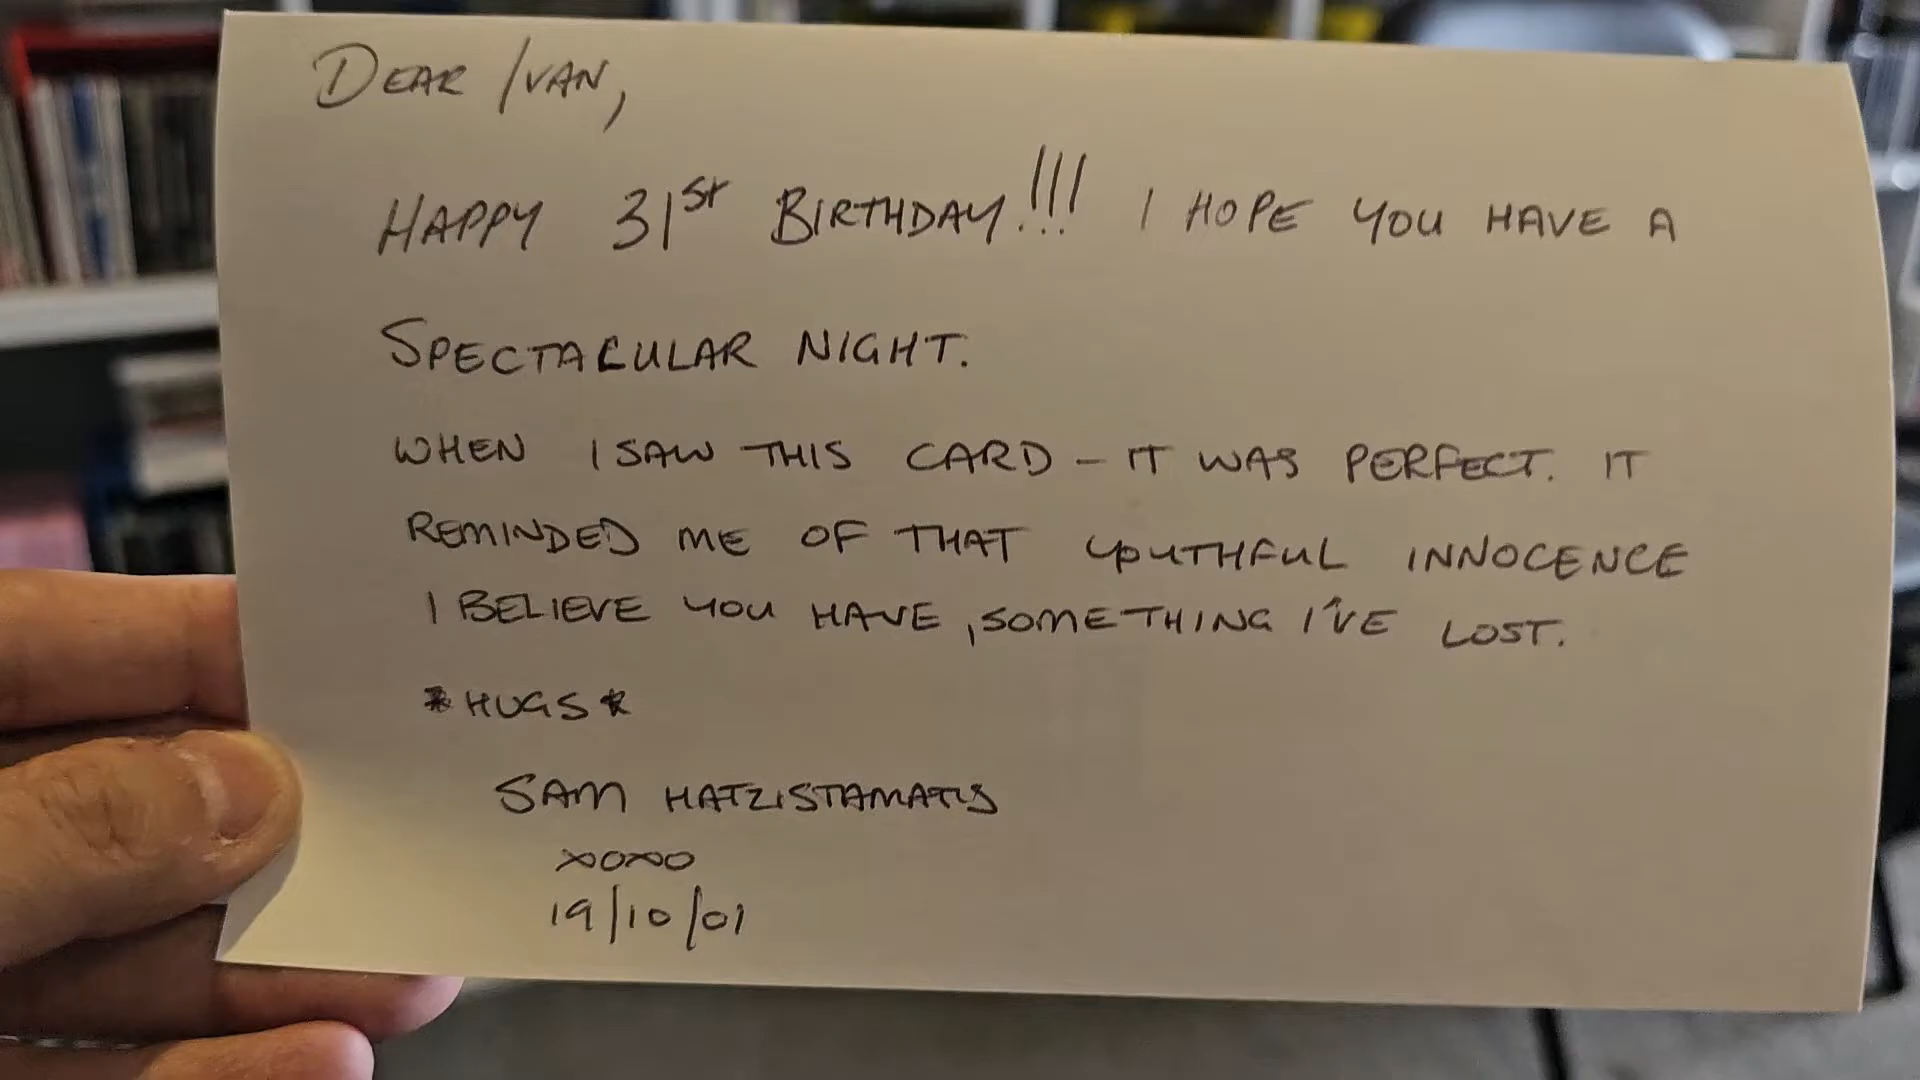 DEAR IVAN,
HAPPY 31ST BIRTHDAY!!! I HOPE YOU HAVE A
SPECTACULAR NIGHT.
WHEN I SAW THIS CARD - IT WAS PERFECT. IT
REMINDED ME OF THAT YOUTHFUL INNOCENCE
I BELIEVE YOU HAVE, SOMETHING I'VE LOST.
*HUGS*
SAM HATZISTAMATIS
XOXO
19/10/01